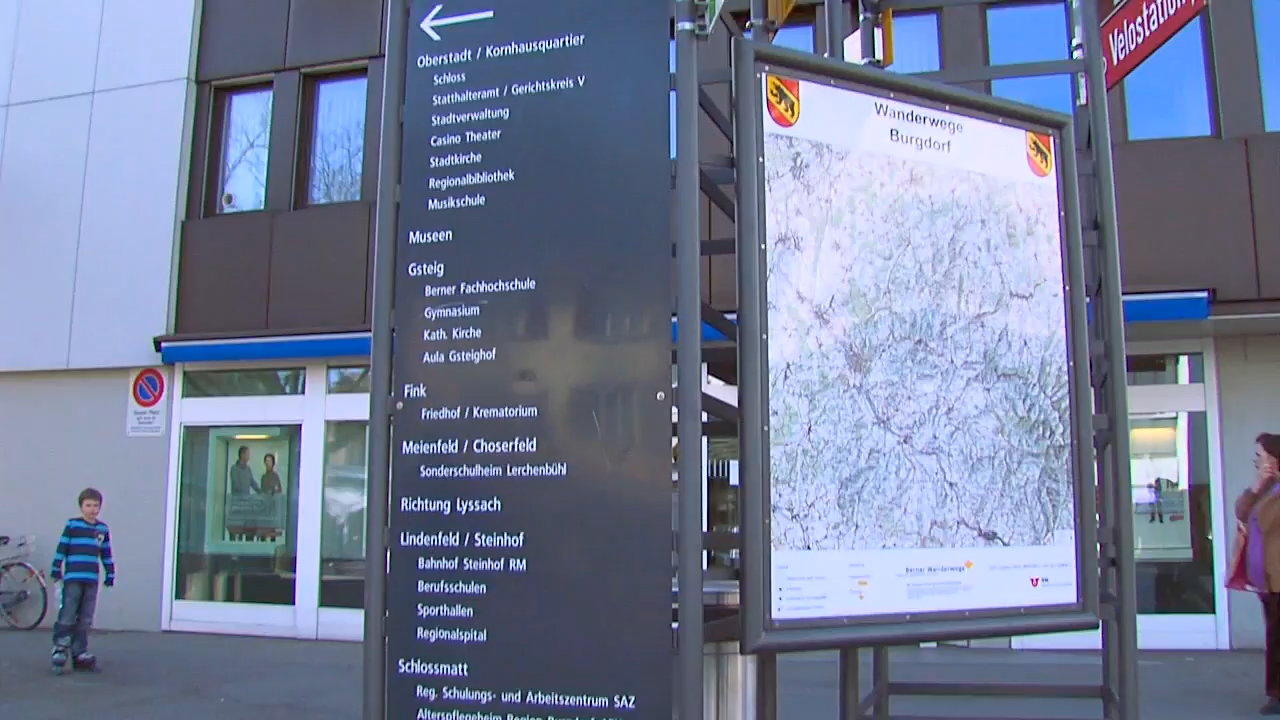 Oberstadt / Kornhausquartier
Schloss
Statthalteramt / Gerichtskreis V
Stadtverwaltung
Casino Theater
Stadtkirche
Regionalbibliothek
Musikschule
Museen
Gsteig
Berner Fachhochschule
Gymnasium
Kath. Kirche
Aula Gsteighof
Fink
Friedhof / Krematorium
Meienfeld / Choserfeld
Sonderschulheim Lerchenbühl
Richtung Lyssach
Lindenfeld / Steinhof
Bahnhof Steinhof RM
Berufsschulen
Sporthallen
Regionalspital
Schlossmatt
Reg. Schulungs- und Arbeitszentrum SAZ
Alterspflegeheim Region
Wanderwege
Burgdorf
Berner Wanderwege
Velostation